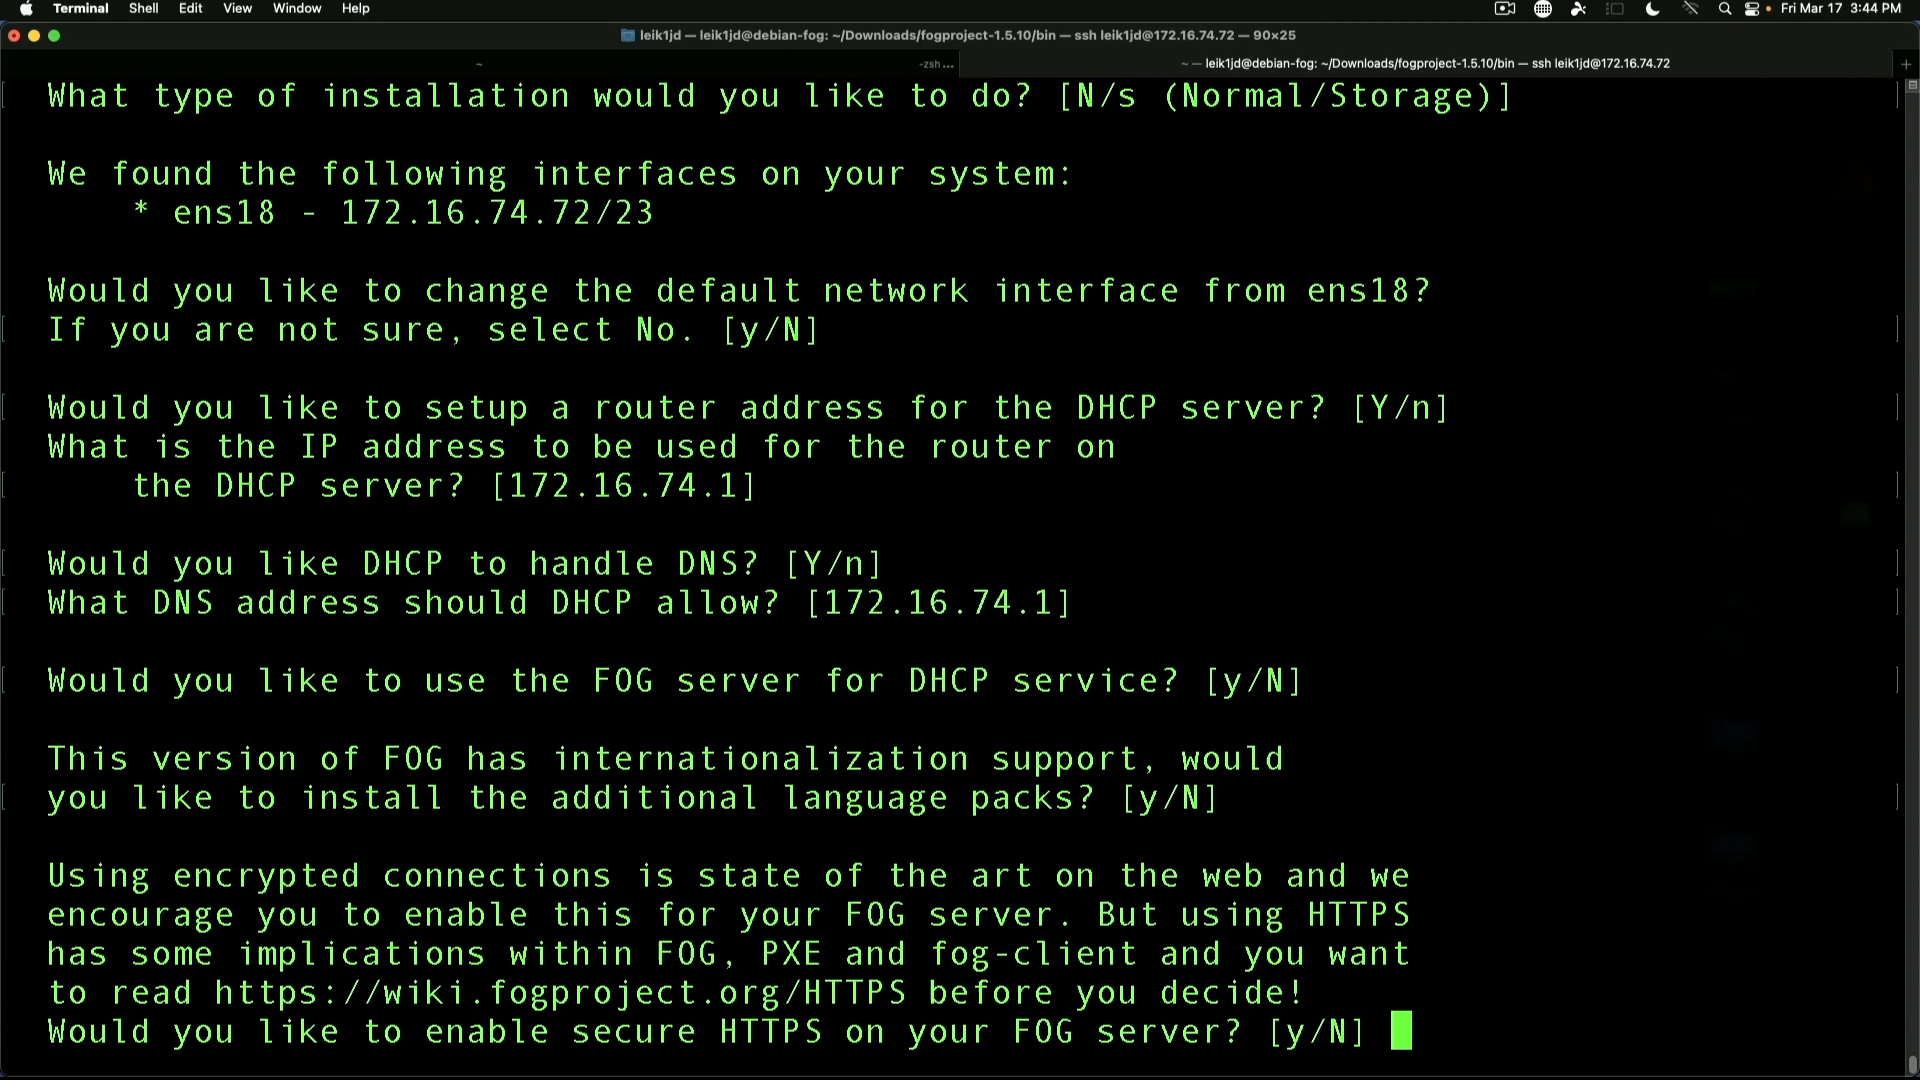 Terminal Shell Edit View Window Help Fri Mar 17 3:44 PM
leik1jd — leik1jd@debian-fog: ~/Downloads/fogproject-1.5.10/bin — ssh leik1jd@172.16.74.72 — 90×25
~ -zsh ... ~ — leik1jd@debian-fog: ~/Downloads/fogproject-1.5.10/bin — ssh leik1jd@172.16.74.72 +
[ What type of installation would you like to do? [N/s (Normal/Storage)] ]
We found the following interfaces on your system:
* ens18 - 172.16.74.72/23
Would you like to change the default network interface from ens18?
[ If you are not sure, select No. [y/N] ]
[ Would you like to setup a router address for the DHCP server? [Y/n] ]
What is the IP address to be used for the router on
[ the DHCP server? [172.16.74.1] ]
[ Would you like DHCP to handle DNS? [Y/n] ]
[ What DNS address should DHCP allow? [172.16.74.1] ]
[ Would you like to use the FOG server for DHCP service? [y/N] ]
This version of FOG has internationalization support, would
[ you like to install the additional language packs? [y/N] ]
Using encrypted connections is state of the art on the web and we
encourage you to enable this for your FOG server. But using HTTPS
has some implications within FOG, PXE and fog-client and you want
to read https://wiki.fogproject.org/HTTPS before you decide!
Would you like to enable secure HTTPS on your FOG server? [y/N]